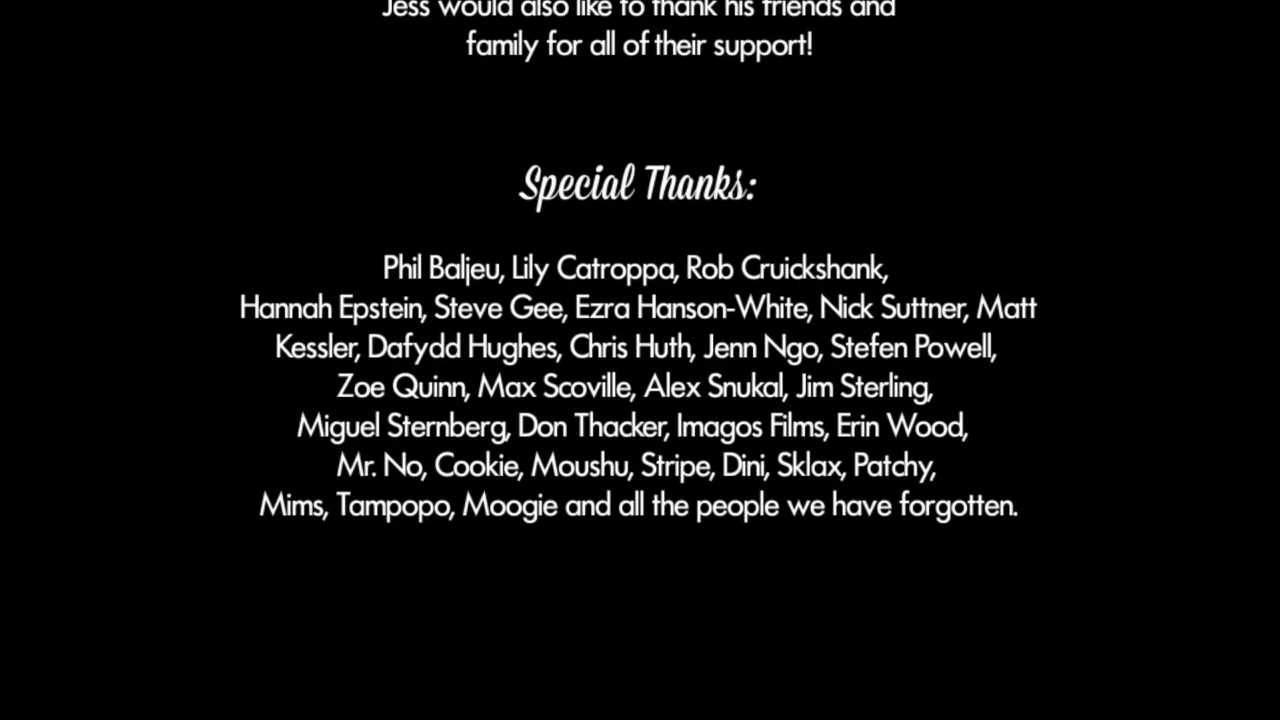 Jess would also like to thank his friends and
family for all of their support!
Special Thanks:
Phil Baljeu, Lily Catroppa, Rob Cruickshank,
Hannah Epstein, Steve Gee, Ezra Hanson-White, Nick Suttner, Matt
Kessler, Dafydd Hughes, Chris Huth, Jenn Ngo, Stefen Powell,
Zoe Quinn, Max Scoville, Alex Snukal, Jim Sterling,
Miguel Sternberg, Don Thacker, Imagos Films, Erin Wood,
Mr. No, Cookie, Moushu, Stripe, Dini, Sklax, Patchy,
Mims, Tampopo, Moogie and all the people we have forgotten.